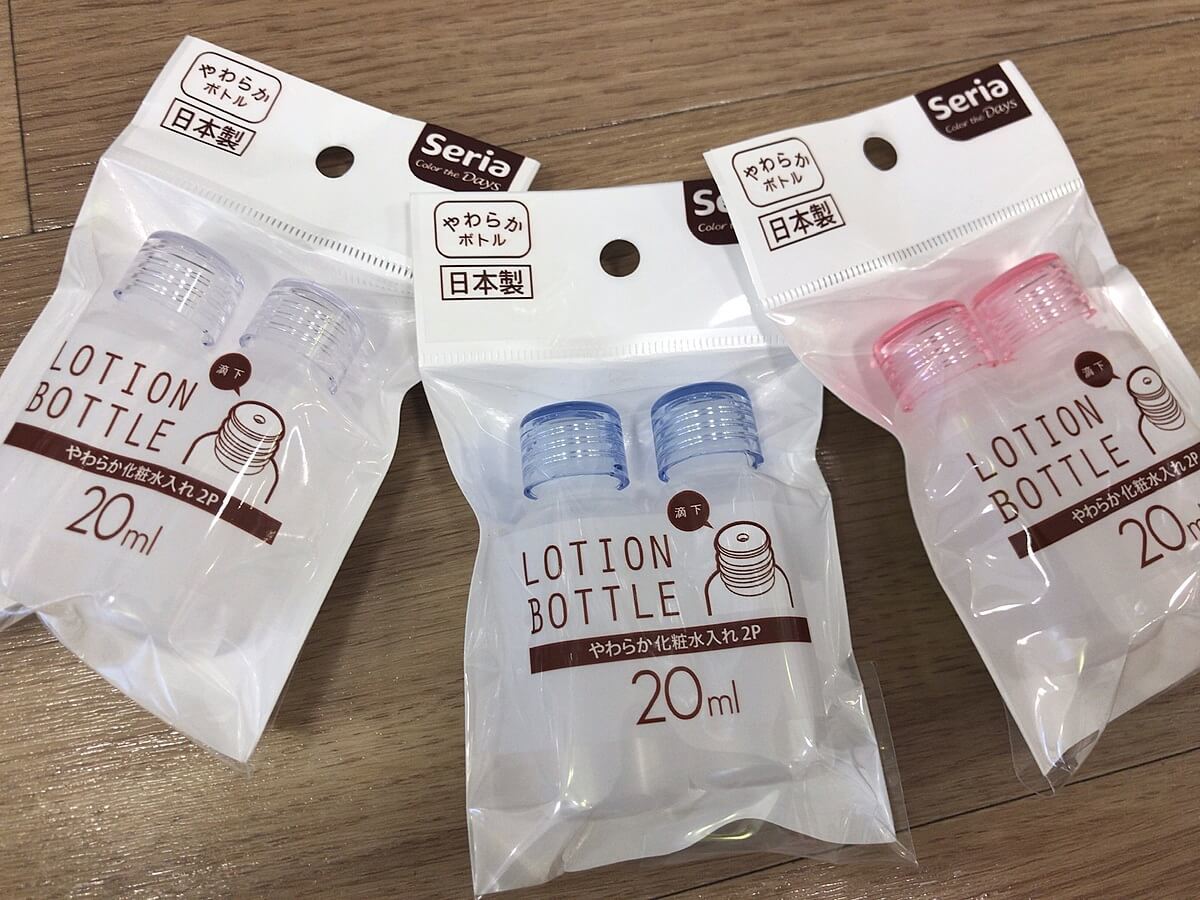 やわらか
ボトル
日本製
Seria
Color the Days
LOTION
BOTTLE
滴下
やわらか化粧水入れ 2P
20ml
やわらか
ボトル
日本製
LOTION
BOTTLE
滴下
やわらか化粧水入れ 2P
20ml
やわらか
ボトル
日本製
Seria
Color the Days
LOTION
BOTTLE
滴下
やわらか化粧水入れ 2P